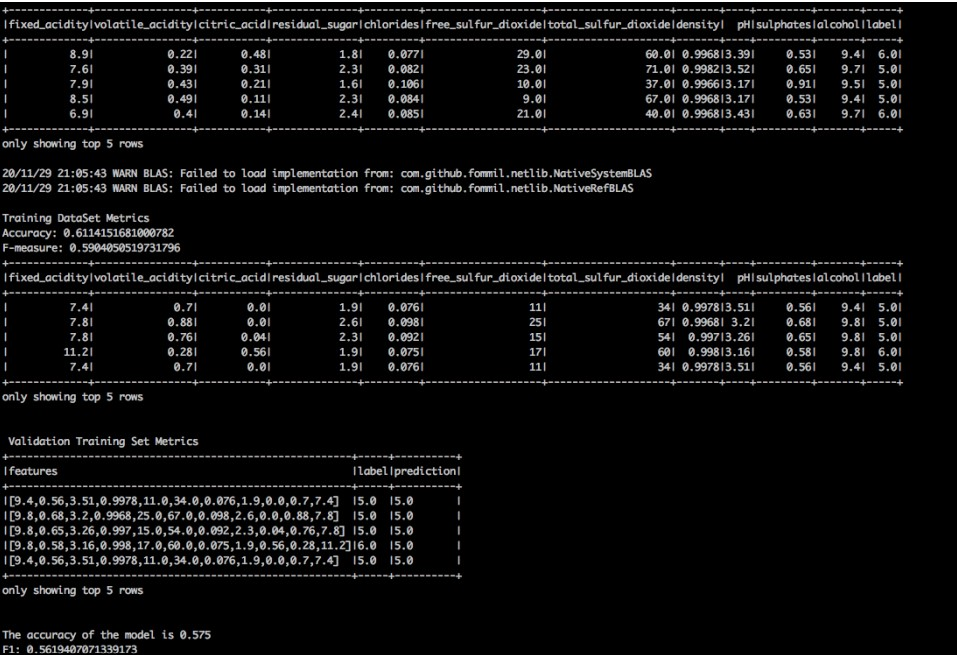 +-------------+----------------+-----------+--------------+---------+-------------------+--------------------+-------+----+---------+-------+-----+
|fixed_acidity|volatile_acidity|citric_acid|residual_sugar|chlorides|free_sulfur_dioxide|total_sulfur_dioxide|density| pH|sulphates|alcohol|label|
+-------------+----------------+-----------+--------------+---------+-------------------+--------------------+-------+----+---------+-------+-----+
| 8.9| 0.22| 0.48| 1.8| 0.077| 29.0| 60.0| 0.9968|3.39| 0.53| 9.4| 6.0|
| 7.6| 0.39| 0.31| 2.3| 0.082| 23.0| 71.0| 0.9982|3.52| 0.65| 9.7| 5.0|
| 7.9| 0.43| 0.21| 1.6| 0.106| 10.0| 37.0| 0.9966|3.17| 0.91| 9.5| 5.0|
| 8.5| 0.49| 0.11| 2.3| 0.084| 9.0| 67.0| 0.9968|3.17| 0.53| 9.4| 5.0|
| 6.9| 0.4| 0.14| 2.4| 0.085| 21.0| 40.0| 0.9968|3.43| 0.63| 9.7| 6.0|
+-------------+----------------+-----------+--------------+---------+-------------------+--------------------+-------+----+---------+-------+-----+
only showing top 5 rows
20/11/29 21:05:43 WARN BLAS: Failed to load implementation from: com.github.fommil.netlib.NativeSystemBLAS
20/11/29 21:05:43 WARN BLAS: Failed to load implementation from: com.github.fommil.netlib.NativeRefBLAS
Training DataSet Metrics
Accuracy: 0.6114151681000782
F-measure: 0.5904050519731796
+-------------+----------------+-----------+--------------+---------+-------------------+--------------------+-------+----+---------+-------+-----+
|fixed_acidity|volatile_acidity|citric_acid|residual_sugar|chlorides|free_sulfur_dioxide|total_sulfur_dioxide|density| pH|sulphates|alcohol|label|
+-------------+----------------+-----------+--------------+---------+-------------------+--------------------+-------+----+---------+-------+-----+
| 7.4| 0.7| 0.0| 1.9| 0.076| 11| 34| 0.9978|3.51| 0.56| 9.4| 5.0|
| 7.8| 0.88| 0.0| 2.6| 0.098| 25| 67| 0.9968| 3.2| 0.68| 9.8| 5.0|
| 7.8| 0.76| 0.04| 2.3| 0.092| 15| 54| 0.997|3.26| 0.65| 9.8| 5.0|
| 11.2| 0.28| 0.56| 1.9| 0.075| 17| 60| 0.998|3.16| 0.58| 9.8| 6.0|
| 7.4| 0.7| 0.0| 1.9| 0.076| 11| 34| 0.9978|3.51| 0.56| 9.4| 5.0|
+-------------+----------------+-----------+--------------+---------+-------------------+--------------------+-------+----+---------+-------+-----+
only showing top 5 rows
Validation Training Set Metrics
+--------------------------------------------------------+-----+----------+
|features |label|prediction|
+--------------------------------------------------------+-----+----------+
|[9.4,0.56,3.51,0.9978,11.0,34.0,0.076,1.9,0.0,0.7,7.4] |5.0 |5.0 |
|[9.8,0.68,3.2,0.9968,25.0,67.0,0.098,2.6,0.0,0.88,7.8] |5.0 |5.0 |
|[9.8,0.65,3.26,0.997,15.0,54.0,0.092,2.3,0.04,0.76,7.8] |5.0 |5.0 |
|[9.8,0.58,3.16,0.998,17.0,60.0,0.075,1.9,0.56,0.28,11.2]|6.0 |5.0 |
|[9.4,0.56,3.51,0.9978,11.0,34.0,0.076,1.9,0.0,0.7,7.4] |5.0 |5.0 |
+--------------------------------------------------------+-----+----------+
only showing top 5 rows
The accuracy of the model is 0.575
F1: 0.5619407071339173